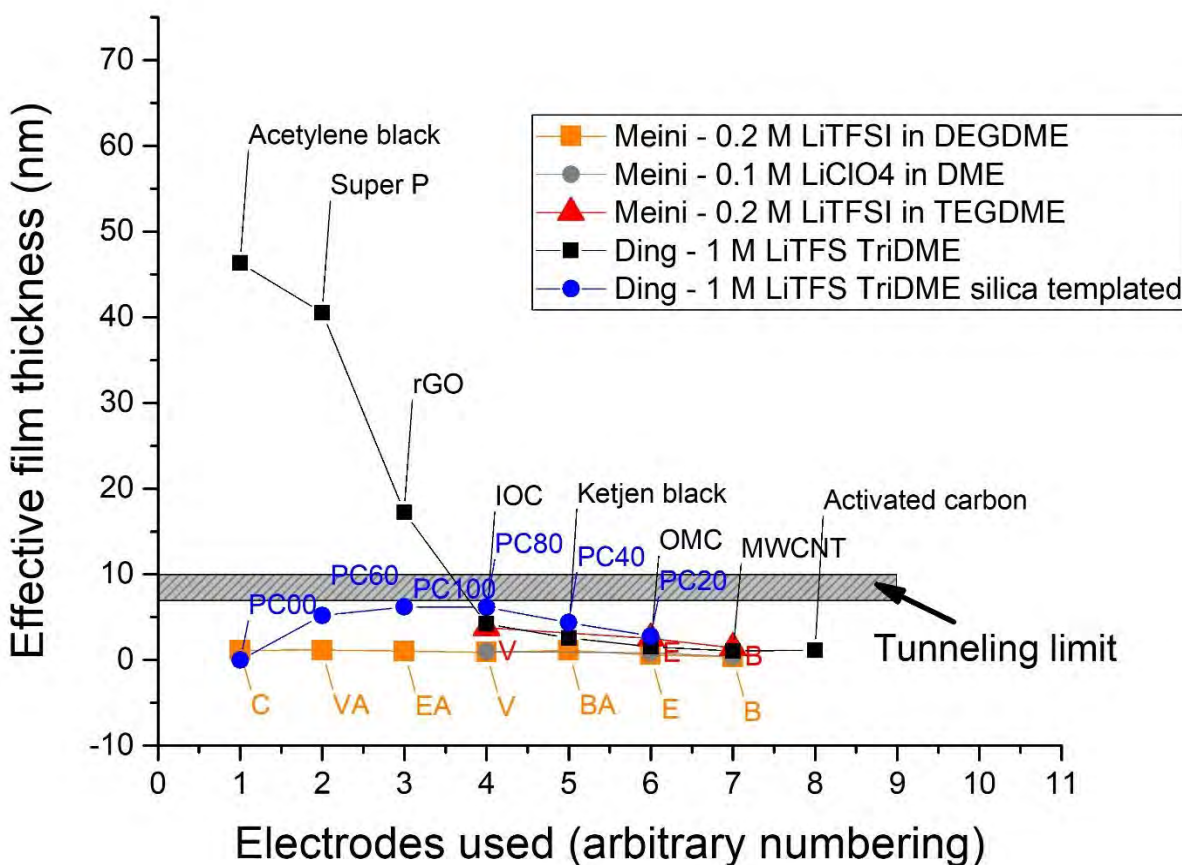 Effective film thickness (nm)
70
60
50
40
30
20
10
0
-10
Acetylene black
Super P
rGO
IOC
Ketjen black
OMC
MWCNT
Activated carbon
Meini - 0.2 M LiTFSI in DEGDME
Meini - 0.1 M LiClO4 in DME
Meini - 0.2 M LiTFSI in TEGDME
Ding - 1 M LiTFS TriDME
Ding - 1 M LiTFS TriDME silica templated
PC00
PC60
PC100
PC80
PC40
PC20
Tunneling limit
V
E
B
C
VA
EA
V
BA
E
B
0 1 2 3 4 5 6 7 8 9 10 11
Electrodes used (arbitrary numbering)